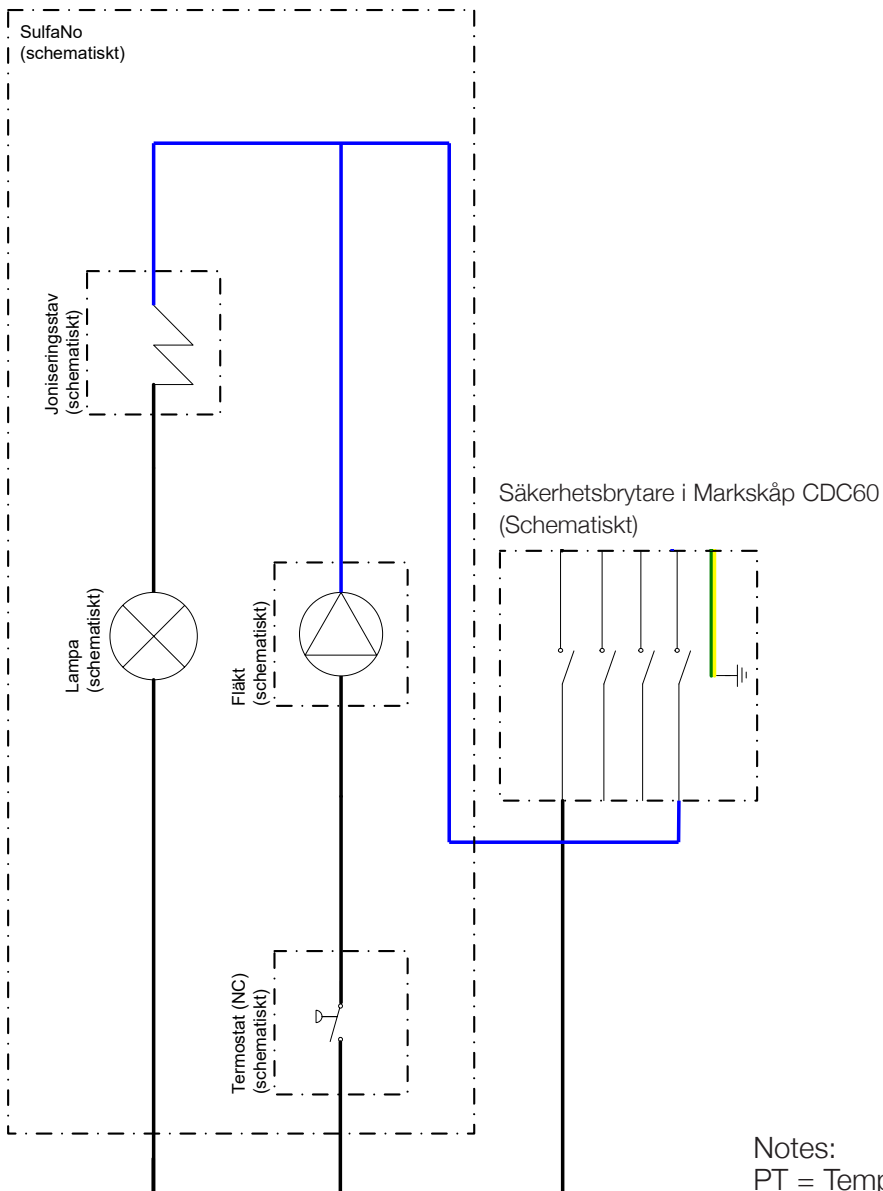 SulfaNo
(schematiskt)
Joniseringsstav
(schematiskt)
Säkerhetsbrytare i Markskåp CDC60
(Schematiskt)
Lampa
(schematiskt)
Fläkt
(schematiskt)
Termostat (NC)
(schematiskt)
Notes:
PT = Temp